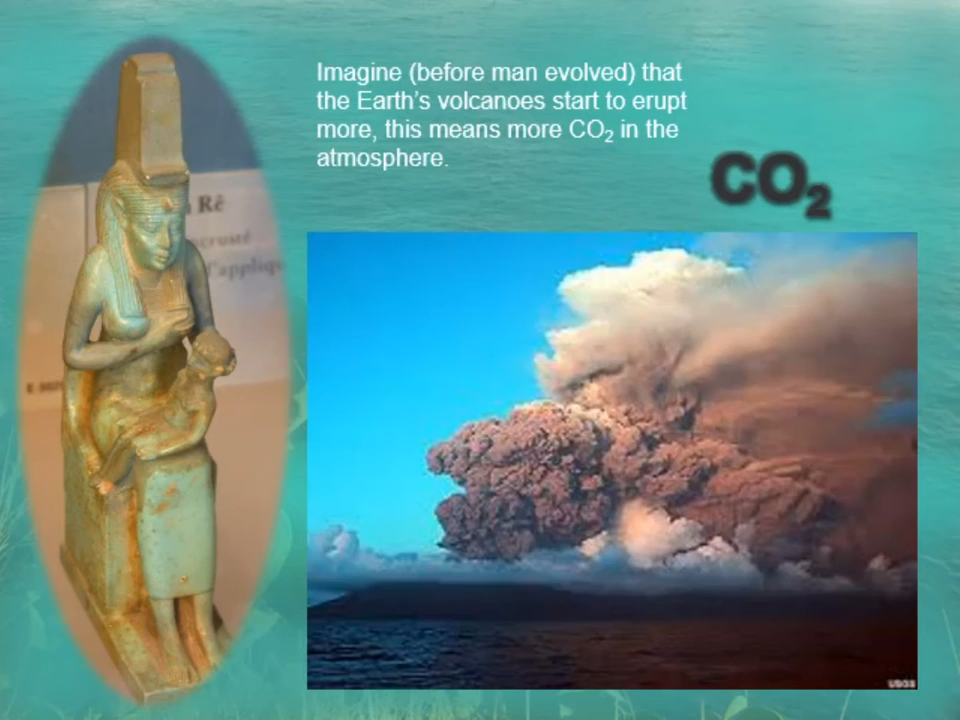 Imagine (before man evolved) that
the Earth's volcanoes start to erupt
more, this means more CO₂ in the
atmosphere.
CO₂
Rê
l'appliq
USGS